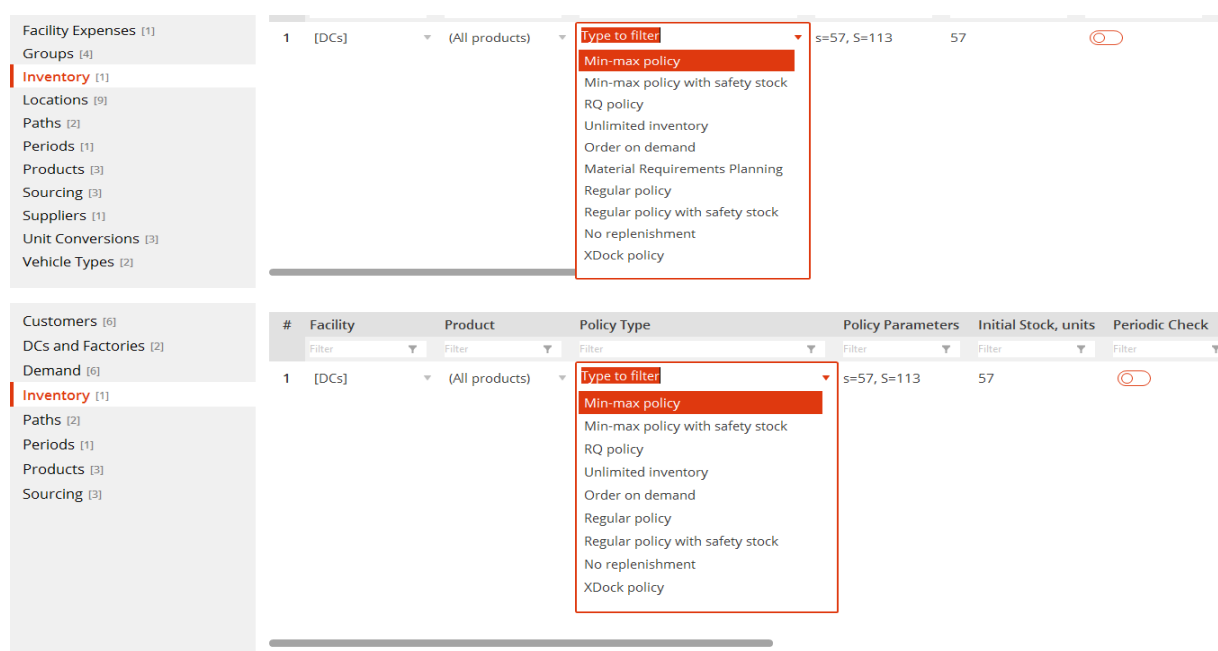 Facility Expenses [1]
Groups [4]
Inventory [1]
Locations [9]
Paths [2]
Periods [1]
Products [3]
Sourcing [3]
Suppliers [1]
Unit Conversions [3]
Vehicle Types [2]
1 [DCs] (All products) Type to filter s=57, S=113 57
Min-max policy
Min-max policy with safety stock
RQ policy
Unlimited inventory
Order on demand
Material Requirements Planning
Regular policy
Regular policy with safety stock
No replenishment
XDock policy
Customers [6]
DCs and Factories [2]
Demand [6]
Inventory [1]
Paths [2]
Periods [1]
Products [3]
Sourcing [3]
# Facility Product Policy Type Policy Parameters Initial Stock, units Periodic Check
Filter Filter Filter Filter Filter Filter
1 [DCs] (All products) Type to filter s=57, S=113 57
Min-max policy
Min-max policy with safety stock
RQ policy
Unlimited inventory
Order on demand
Regular policy
Regular policy with safety stock
No replenishment
XDock policy